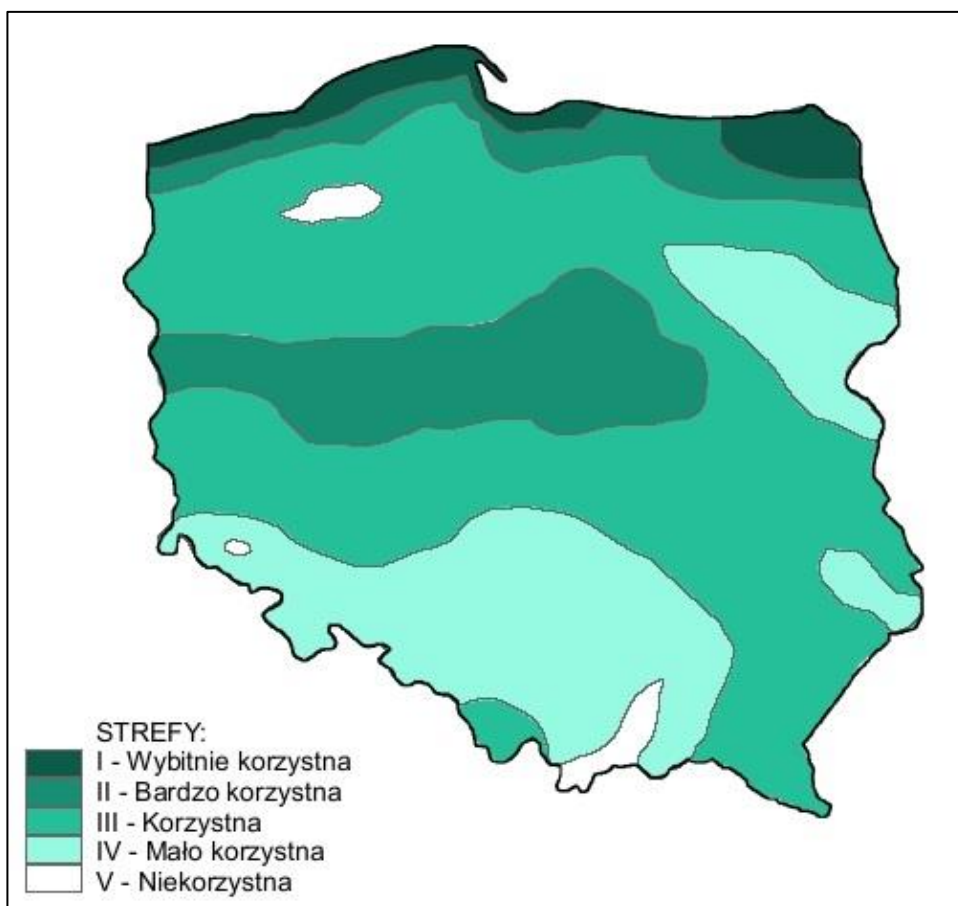 STREFY:
I - Wybitnie korzystna
II - Bardzo korzystna
III - Korzystna
IV - Mało korzystna
V - Niekorzystna